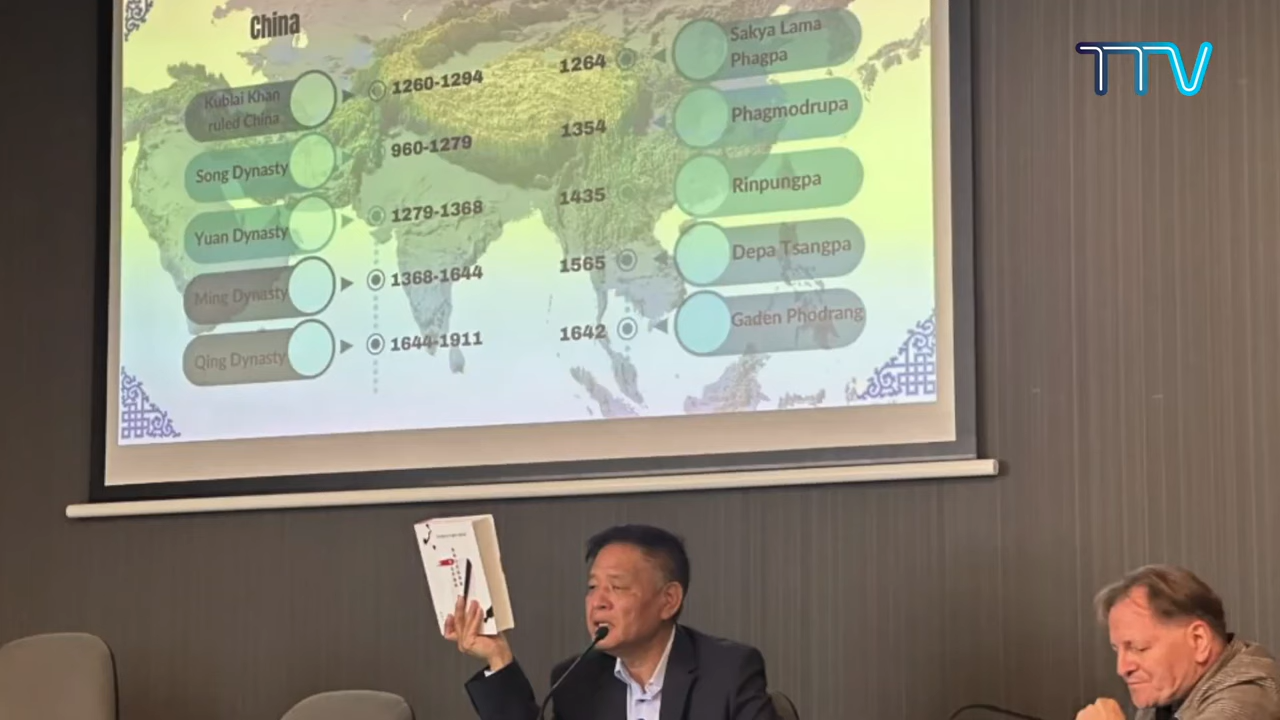 China
Kublai Khan
ruled China
1260-1294
Song Dynasty
960-1279
Yuan Dynasty
1279-1368
Ming Dynasty
1368-1644
Qing Dynasty
1644-1911
1264
Sakya Lama
Phagpa
1354
Phagmodrupa
1435
Rinpungpa
1565
Depa Tsangpa
1642
Gaden Phodrang
TTV